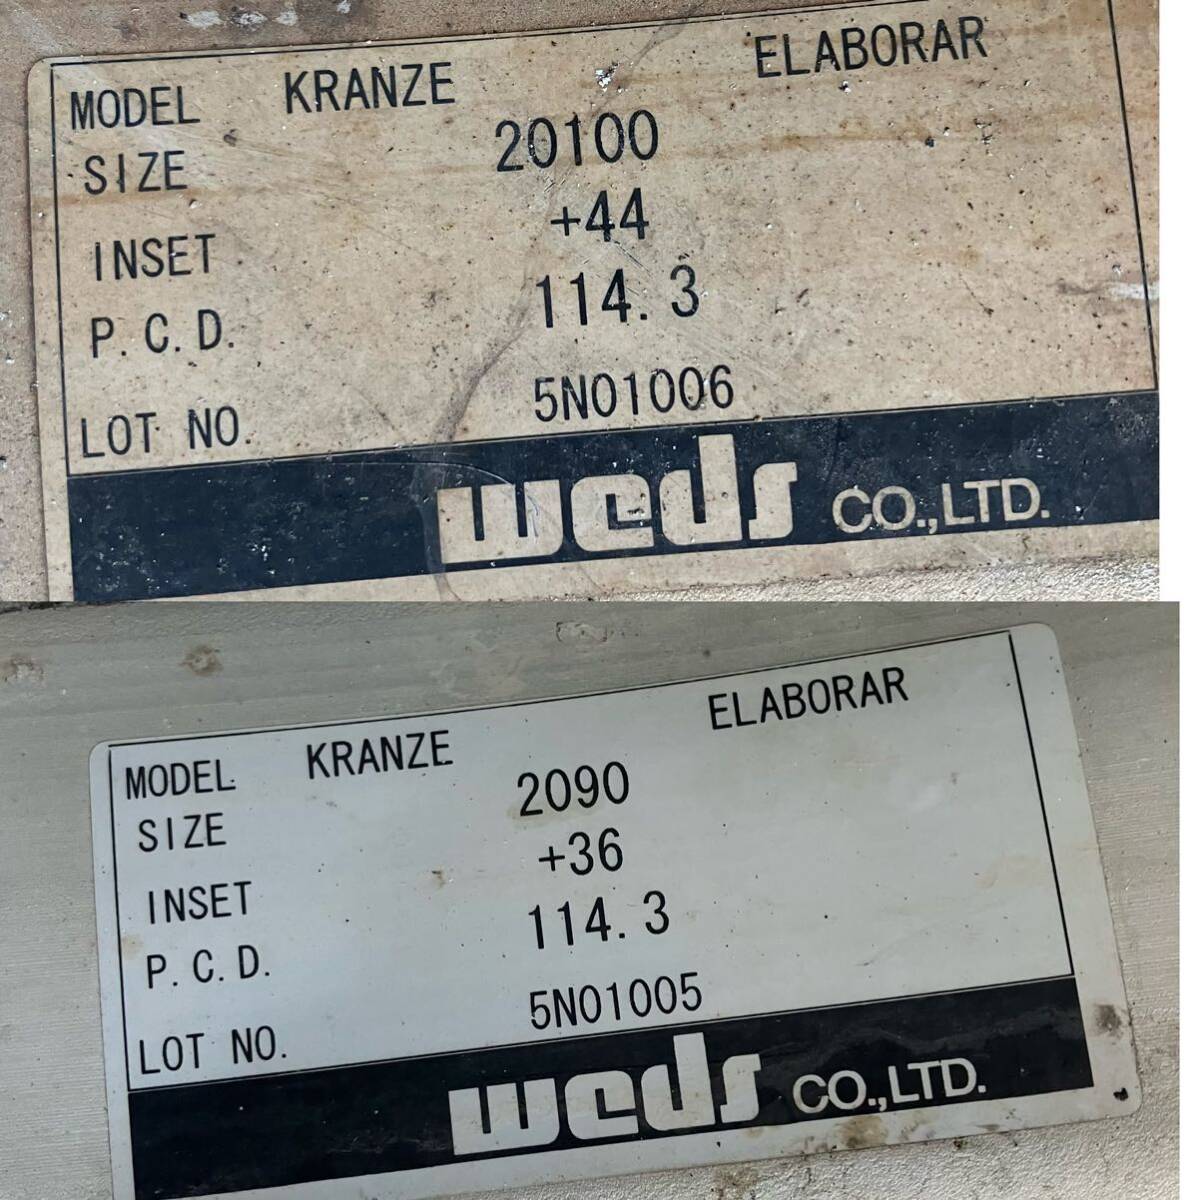 MODEL KRANZE ELABORAR
SIZE 20100
INSET +44
P.C.D. 114.3
LOT NO. 5N01006
weds CO.,LTD.
MODEL KRANZE ELABORAR
SIZE 2090
INSET +36
P.C.D. 114.3
LOT NO. 5N01005
weds CO.,LTD.